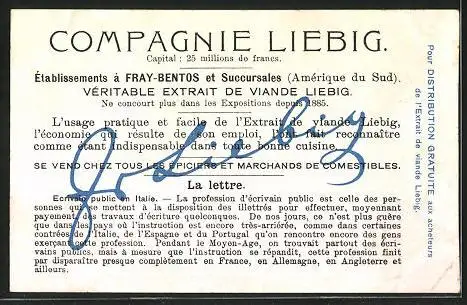 COMPAGNIE LIEBIG.
Capital : 25 millions de francs.
Établissements à FRAY-BENTOS et Succursales (Amérique du Sud).
VÉRITABLE EXTRAIT DE VIANDE LIEBIG.
Ne concourt plus dans les Expositions depuis 1885.
L'usage pratique et facile de l'Extrait de viande Liebig,
l'économie qui résulte de son emploi, l'ont fait reconnaître
comme étant indispensable dans toute bonne cuisine.
SE VEND CHEZ TOUS LES ÉPICIERS ET MARCHANDS DE COMESTIBLES.
La lettre.
Ecrivain public en Italie. — La profession d'écrivain public est celle des person-
nes qui se mettent à la disposition des illettrés pour effectuer, moyennant
payement, des travaux d'écriture quelconques. De nos jours, ce n'est plus guère
que dans les pays où l'instruction est encore très-arriérée, comme dans certaines
contrées de l'Italie, de l'Espagne et du Portugal qu'on rencontre encore des gens
exerçant cette profession. Pendant le Moyen-Age, on trouvait partout des écri-
vains publics, mais à mesure que l'instruction se répandit, cette profession finit
par disparaître presque complètement en France, en Allemagne, en Angleterre et
ailleurs.
J v Liebig
Pour DISTRIBUTION GRATUITE aux acheteurs
de l'Extrait de viande Liebig.